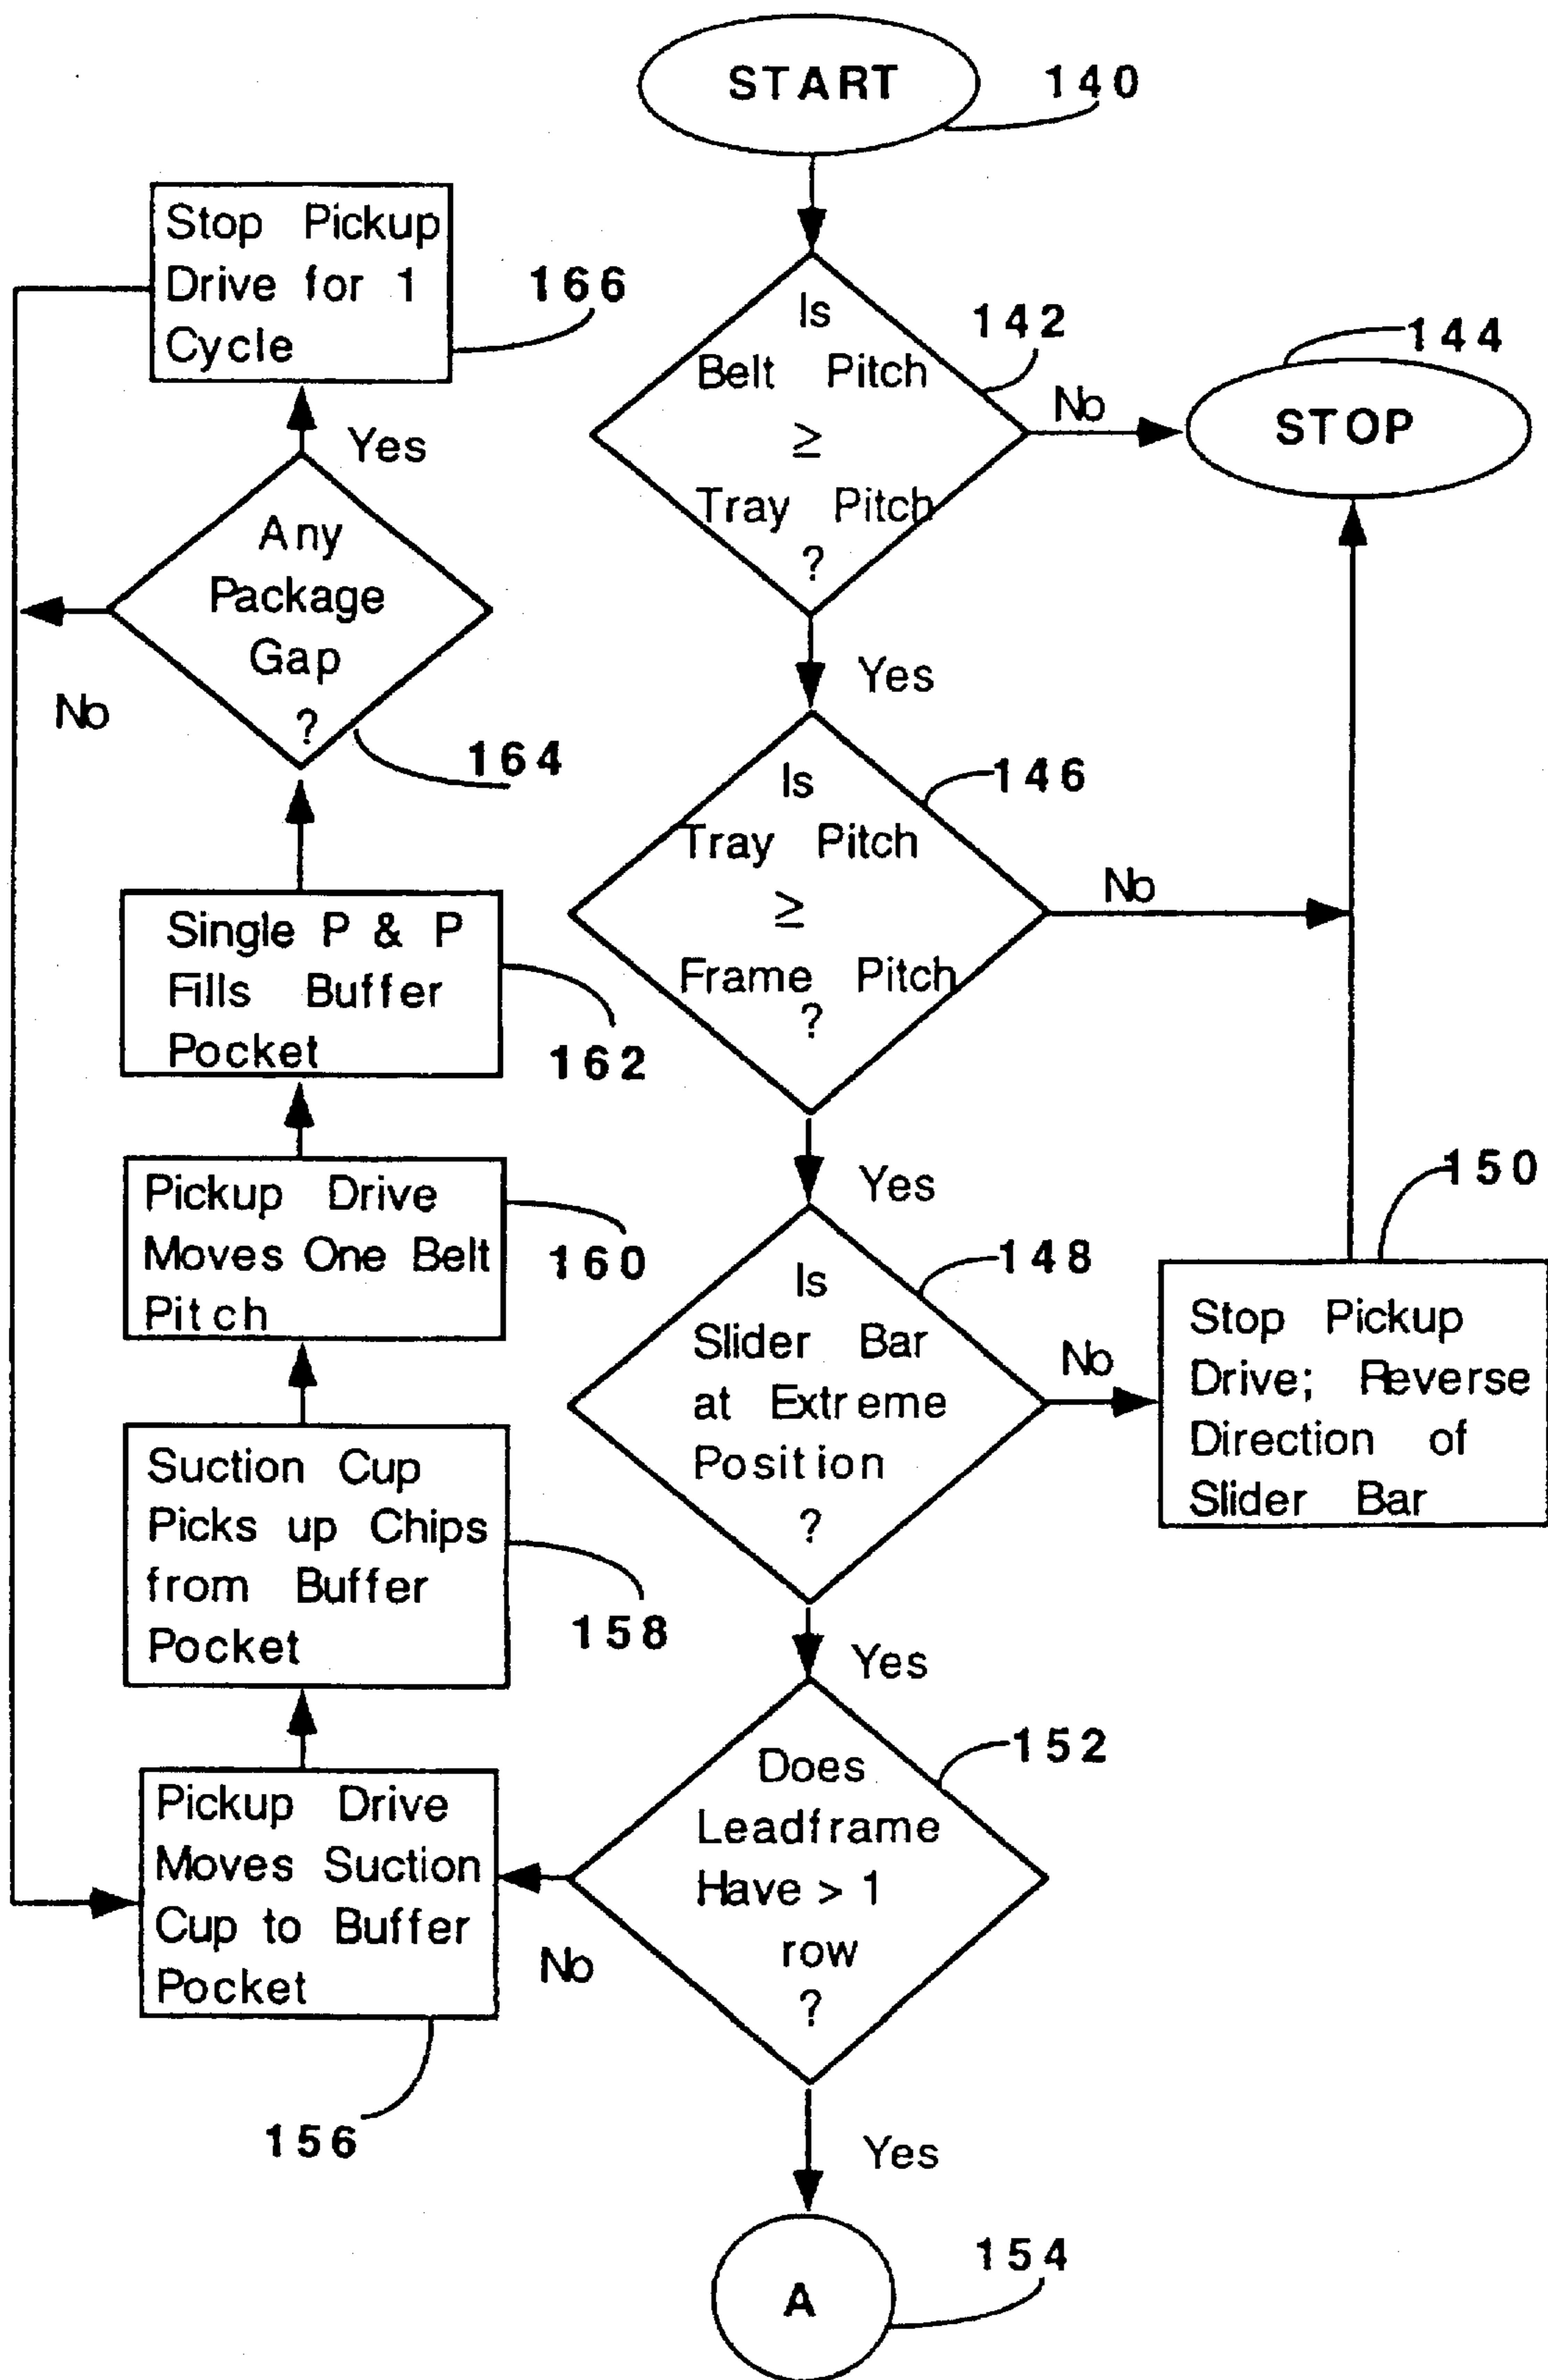 START
140
Is
Belt Pitch
≥
Tray Pitch
?
142
No
144
STOP
Yes
Is
Tray Pitch
≥
Frame Pitch
?
146
No
Yes
Is
Slider Bar
at Extreme
Position
?
148
No
150
Stop Pickup
Drive; Reverse
Direction of
Slider Bar
Yes
Does
Leadframe
Have > 1
row
?
152
No
Yes
A
154
Pickup Drive
Moves Suction
Cup to Buffer
Pocket
156
Suction Cup
Picks up Chips
from Buffer
Pocket
158
Pickup Drive
Moves One Belt
Pitch
160
Single P & P
Fills Buffer
Pocket
162
Any
Package
Gap
?
164
No
Yes
Stop Pickup
Drive for 1
Cycle
166